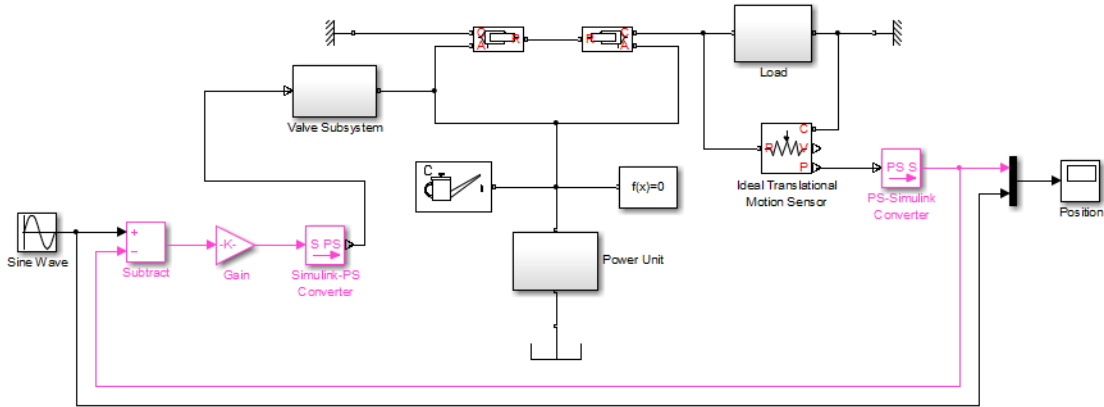 C
A
R
R
C
A
Load
Valve Subsystem
C
f(x)=0
R
C
V
P
Ideal Translational
Motion Sensor
PS S
PS-Simulink
Converter
Position
Sine Wave
+
−
Subtract
-K-
Gain
S PS
Simulink-PS
Converter
Power Unit